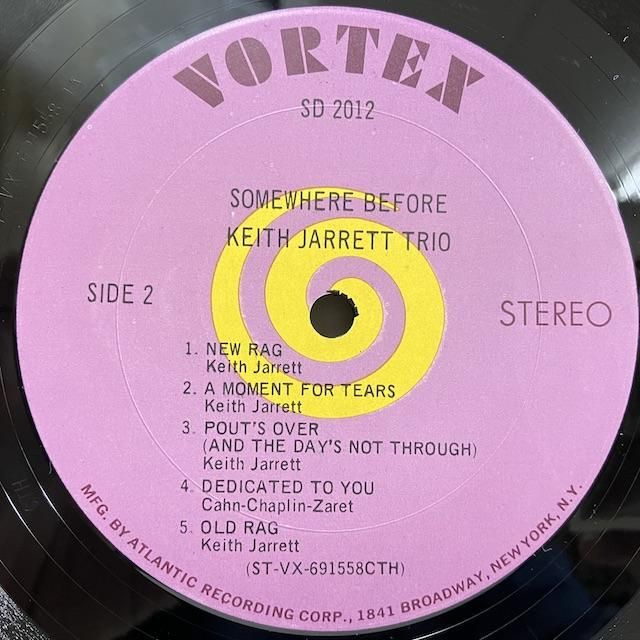 VORTEX
SD 2012
SOMEWHERE BEFORE
KEITH JARRETT TRIO
SIDE 2
STEREO
1. NEW RAG
Keith Jarrett
2. A MOMENT FOR TEARS
Keith Jarrett
3. POUT'S OVER
(AND THE DAY'S NOT THROUGH)
Keith Jarrett
4. DEDICATED TO YOU
Cahn-Chaplin-Zaret
5. OLD RAG
Keith Jarrett
(ST-VX-691558CTH)
MFG. BY ATLANTIC RECORDING CORP., 1841 BROADWAY, NEW YORK, N.Y.